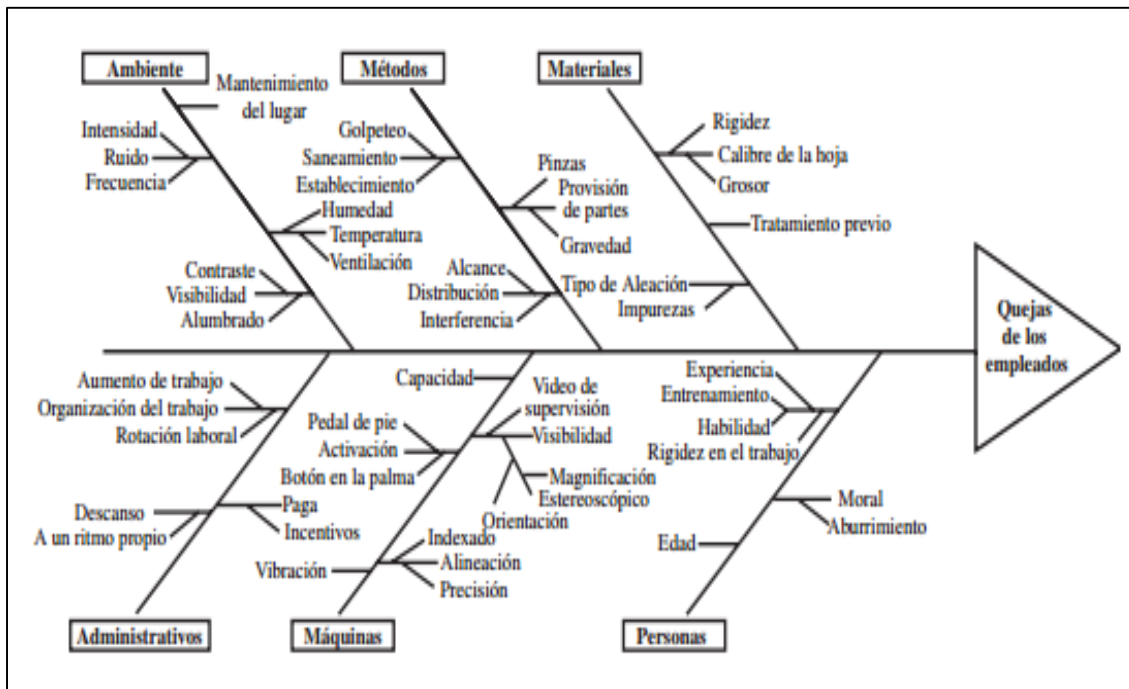 Ambiente
Métodos
Materiales
Mantenimiento
del lugar
Intensidad
Ruido
Frecuencia
Humedad
Temperatura
Ventilación
Contraste
Visibilidad
Alumbrado
Golpeteo
Saneamiento
Establecimiento
Pinzas
Provisión
de partes
Gravedad
Alcance
Distribución
Interferencia
Rigidez
Calibre de la hoja
Grosor
Tratamiento previo
Tipo de Aleación
Impurezas
Quejas
de los
empleados
Aumento de trabajo
Organización del trabajo
Rotación laboral
Descanso
A un ritmo propio
Paga
Incentivos
Capacidad
Pedal de pie
Activación
Botón en la palma
Video de
supervisión
Visibilidad
Magnificación
Estereoscópico
Orientación
Vibración
Indexado
Alineación
Precisión
Experiencia
Entrenamiento
Habilidad
Rigidez en el trabajo
Moral
Aburrimiento
Edad
Administrativos
Máquinas
Personas